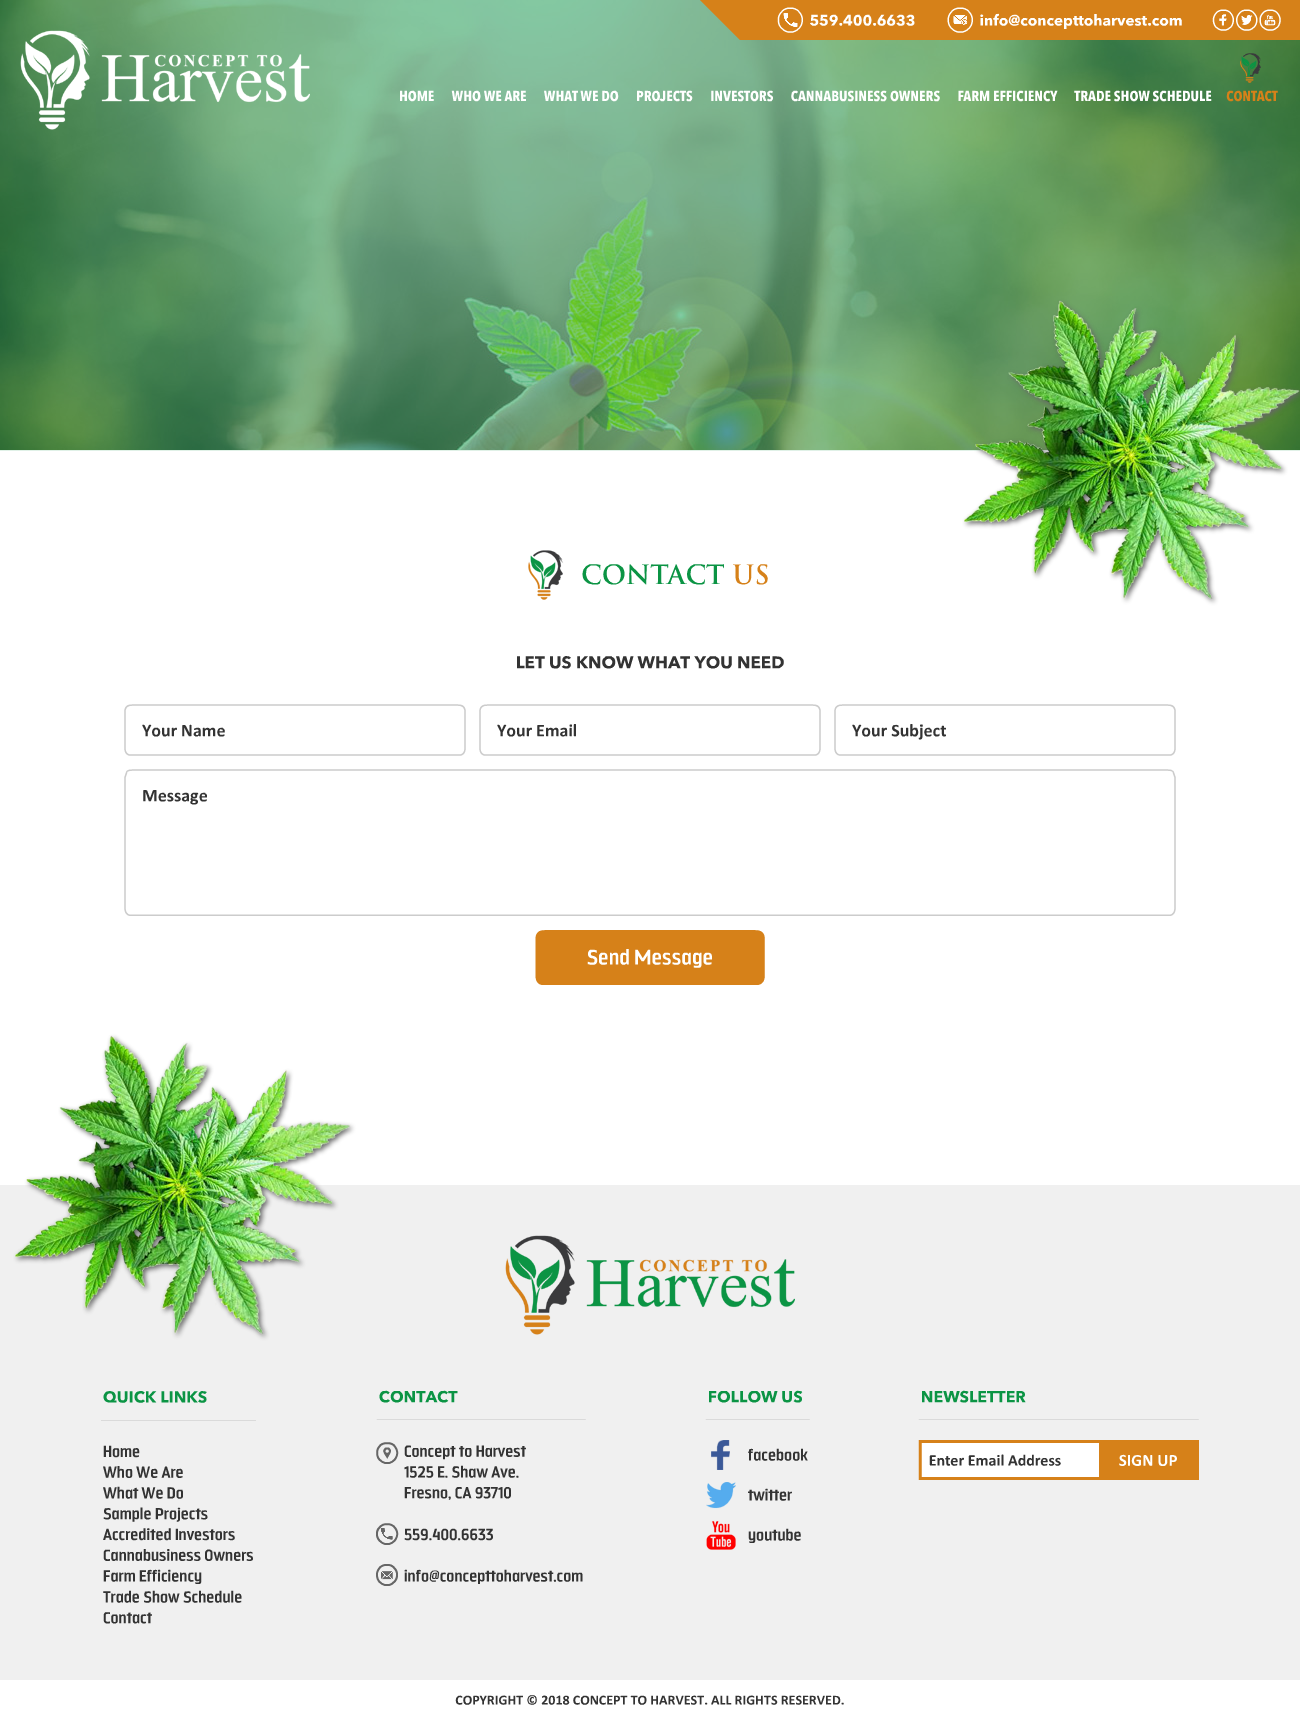 559.400.6633 info@concepttoharvest.com
CONCEPT TO
Harvest
HOME WHO WE ARE WHAT WE DO PROJECTS INVESTORS CANNABUSINESS OWNERS FARM EFFICIENCY TRADE SHOW SCHEDULE CONTACT
CONTACT US
LET US KNOW WHAT YOU NEED
Your Name Your Email Your Subject
Message
Send Message
CONCEPT TO
Harvest
QUICK LINKS
Home
Who We Are
What We Do
Sample Projects
Accredited Investors
Cannabusiness Owners
Farm Efficiency
Trade Show Schedule
Contact
CONTACT
Concept to Harvest
1525 E. Shaw Ave.
Fresno, CA 93710
559.400.6633
info@concepttoharvest.com
FOLLOW US
facebook
twitter
You
Tube
youtube
NEWSLETTER
Enter Email Address SIGN UP
COPYRIGHT © 2018 CONCEPT TO HARVEST. ALL RIGHTS RESERVED.